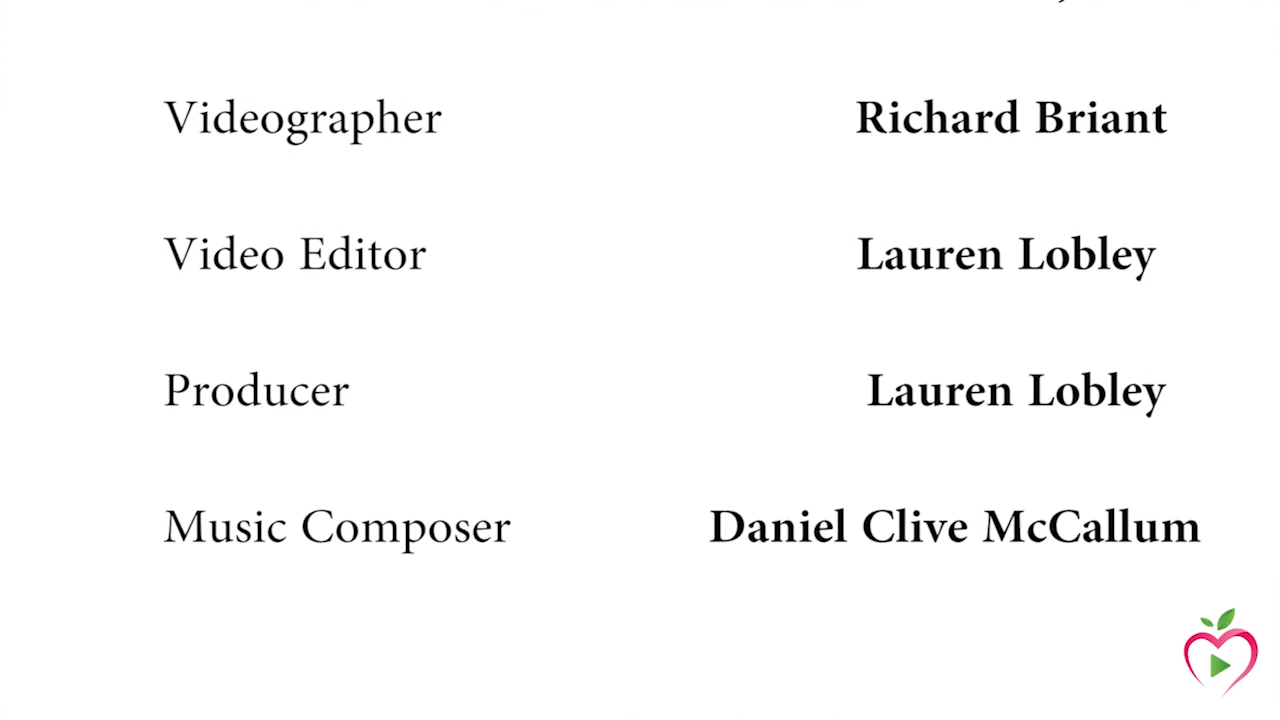 Videographer Richard Briant
Video Editor Lauren Lobley
Producer Lauren Lobley
Music Composer Daniel Clive McCallum